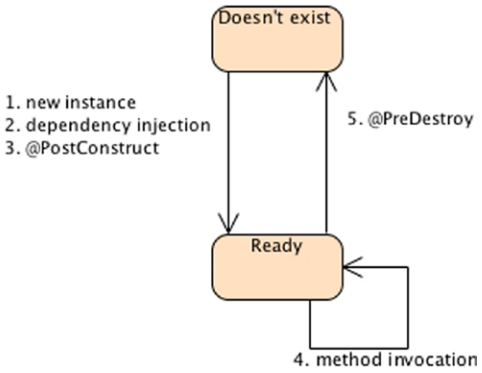 Doesn't exist
1. new instance
2. dependency injection
3. @PostConstruct
5. @PreDestroy
Ready
4. method invocation